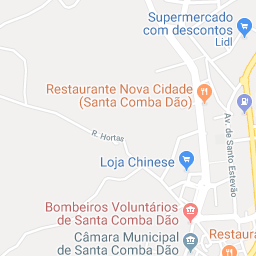 Supermercado
com descontos
Lidl
Restaurante Nova Cidade
(Santa Comba Dão)
Av. de Santo Estevão
R. Hortas
Loja Chinese
Bombeiros Voluntários
de Santa Comba Dão
Câmara Municipal
de Santa Comba Dão
Restaura